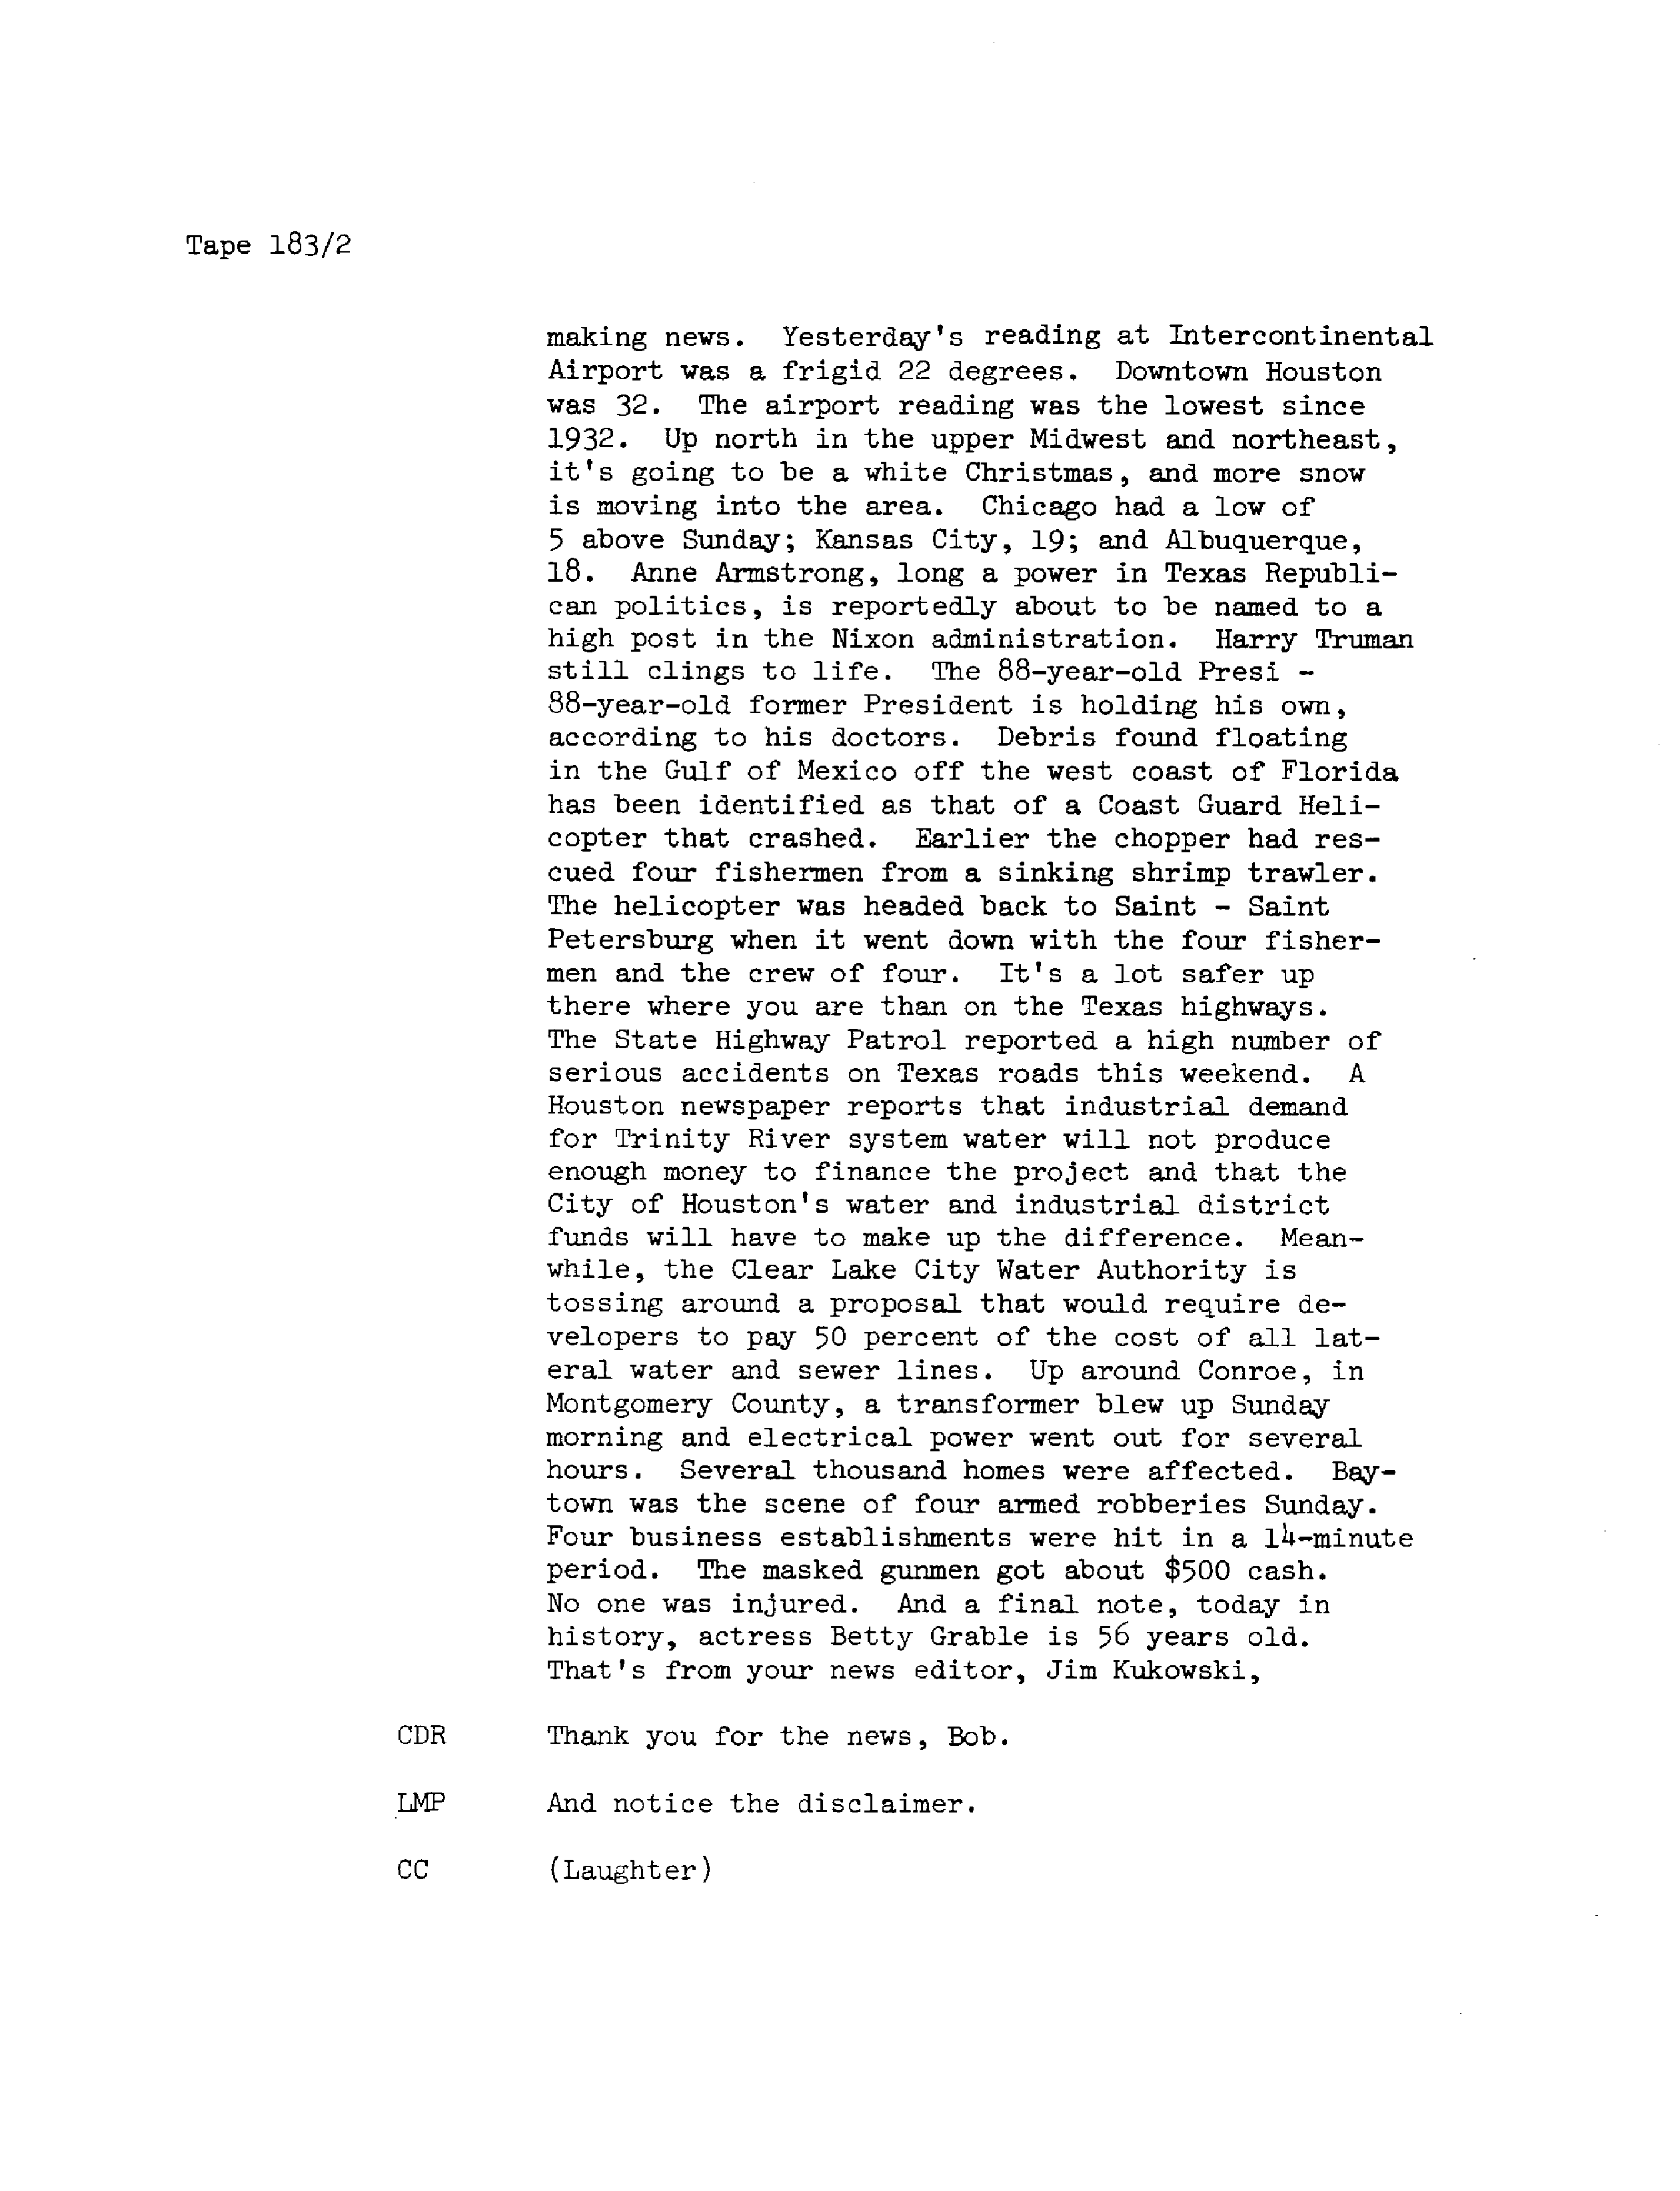 Tape 183/2
making news. Yesterday's reading at Intercontinental
Airport was a frigid 22 degrees. Downtown Houston
was 32. The airport reading was the lowest since
1932. Up north in the upper Midwest and northeast,
it's going to be a white Christmas, and more snow
is moving into the area. Chicago had a low of
5 above Sunday; Kansas City, 19; and Albuquerque,
18. Anne Armstrong, long a power in Texas Republi-
can politics, is reportedly about to be named to a
high post in the Nixon administration. Harry Truman
still clings to life. The 88-year-old Presi -
88-year-old former President is holding his own,
according to his doctors. Debris found floating
in the Gulf of Mexico off the west coast of Florida
has been identified as that of a Coast Guard Heli-
copter that crashed. Earlier the chopper had res-
cued four fishermen from a sinking shrimp trawler.
The helicopter was headed back to Saint - Saint
Petersburg when it went down with the four fisher-
men and the crew of four. It's a lot safer up
there where you are than on the Texas highways.
The State Highway Patrol reported a high number of
serious accidents on Texas roads this weekend. A
Houston newspaper reports that industrial demand
for Trinity River system water will not produce
enough money to finance the project and that the
City of Houston's water and industrial district
funds will have to make up the difference. Mean-
while, the Clear Lake City Water Authority is
tossing around a proposal that would require de-
velopers to pay 50 percent of the cost of all lat-
eral water and sewer lines. Up around Conroe, in
Montgomery County, a transformer blew up Sunday
morning and electrical power went out for several
hours. Several thousand homes were affected. Bay-
town was the scene of four armed robberies Sunday.
Four business establishments were hit in a 14-minute
period. The masked gunmen got about $500 cash.
No one was injured. And a final note, today in
history, actress Betty Grable is 56 years old.
That's from your news editor, Jim Kukowski,
CDR Thank you for the news, Bob.
LMP And notice the disclaimer.
CC (Laughter)